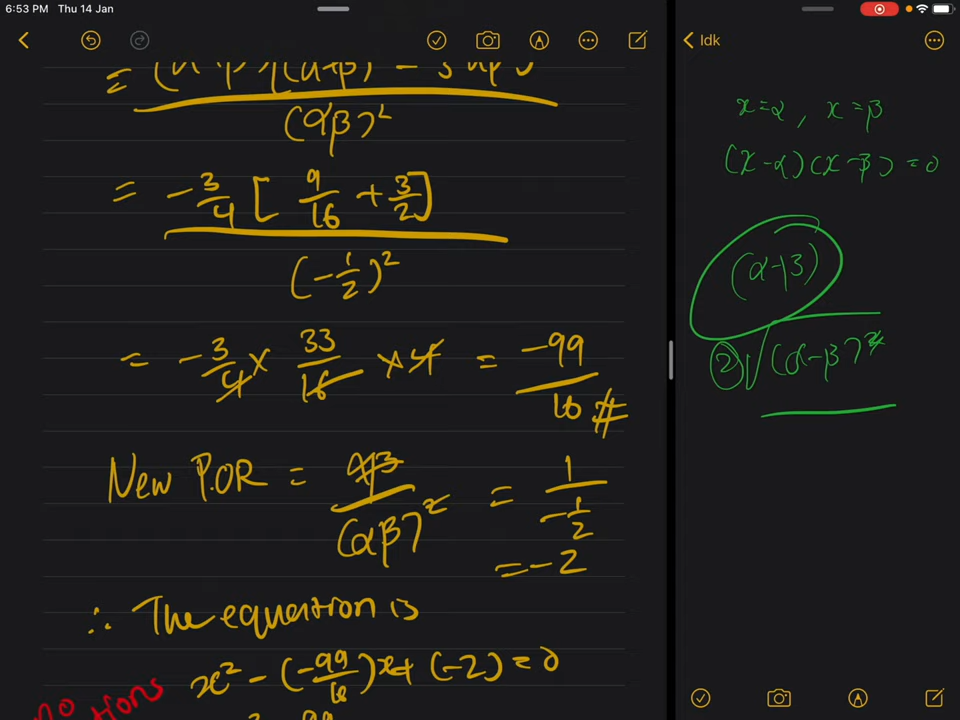 6:53 PM Thu 14 Jan
Idk
(αβ)²
= -3/4 [ 9/16 + 3/2 ]
(-1/2)²
= -3/4 × 33/16 × 4 = -99/16 #
New P.O.R = αβ/(αβ)² = 1/(-1/2)
= -2
∴ The equation is
x² - (-99/16)x + (-2) = 0
x=α, x=β
(x-α)(x-β)=0
(α-β)
② √(α-β)²